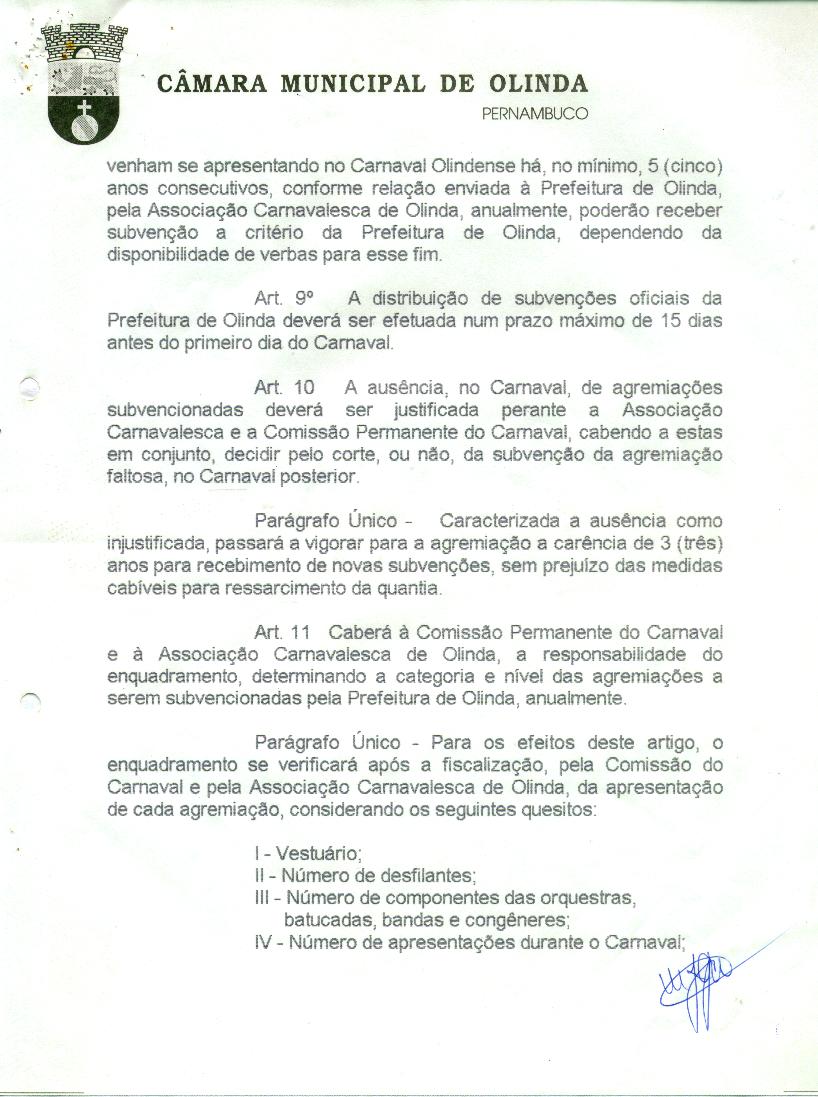 CÂMARA MUNICIPAL DE OLINDA
PERNAMBUCO
venham se apresentando no Carnaval Olindense há, no mínimo, 5 (cinco)
anos consecutivos, conforme relação enviada à Prefeitura de Olinda,
pela Associação Carnavalesca de Olinda, anualmente, poderão receber
subvenção a critério da Prefeitura de Olinda, dependendo da
disponibilidade de verbas para esse fim.
Art. 9º A distribuição de subvenções oficiais da
Prefeitura de Olinda deverá ser efetuada num prazo máximo de 15 dias
antes do primeiro dia do Carnaval.
Art. 10 A ausência, no Carnaval, de agremiações
subvencionadas deverá ser justificada perante a Associação
Carnavalesca e a Comissão Permanente do Carnaval, cabendo a estas
em conjunto, decidir pelo corte, ou não, da subvenção da agremiação
faltosa, no Carnaval posterior.
Parágrafo Único - Caracterizada a ausência como
injustificada, passará a vigorar para a agremiação a carência de 3 (três)
anos para recebimento de novas subvenções, sem prejuízo das medidas
cabíveis para ressarcimento da quantia.
Art. 11 Caberá à Comissão Permanente do Carnaval
e à Associação Carnavalesca de Olinda, a responsabilidade do
enquadramento, determinando a categoria e nível das agremiações a
serem subvencionadas pela Prefeitura de Olinda, anualmente.
Parágrafo Único - Para os efeitos deste artigo, o
enquadramento se verificará após a fiscalização, pela Comissão do
Carnaval e pela Associação Carnavalesca de Olinda, da apresentação
de cada agremiação, considerando os seguintes quesitos:
I - Vestuário;
II - Número de desfilantes;
III - Número de componentes das orquestras,
batucadas, bandas e congêneres;
IV - Número de apresentações durante o Carnaval;